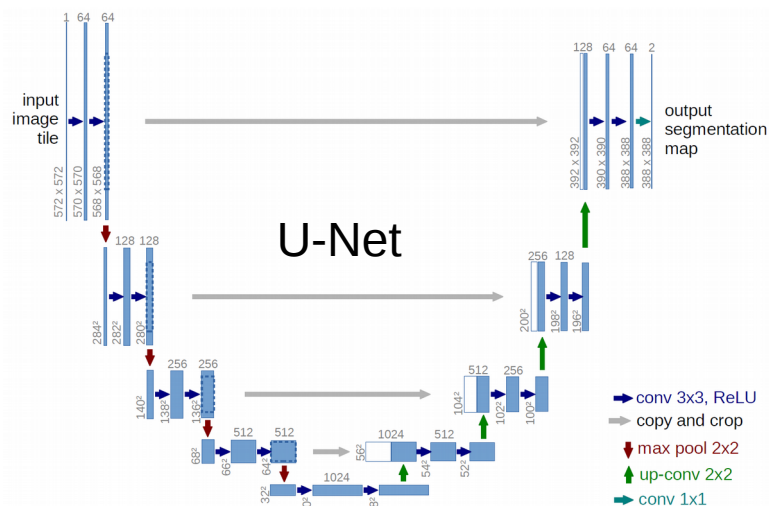 1 64 64
128 64 64 2
input
image
tile
output
segmentation
map
572 x 572
570 x 570
568 x 568
392 x 392
390 x 390
388 x 388
388 x 388
U-Net
128 128
256 128
284²
282²
280²
200²
198²
196²
256 256
512 256
140²
138²
136²
104²
102²
100²
512 512
1024 512
68²
66²
64²
56²
54²
52²
1024
32²
conv 3x3, ReLU
copy and crop
max pool 2x2
up-conv 2x2
conv 1x1